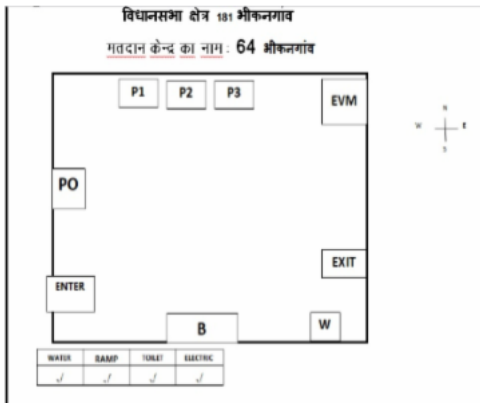 विधानसभा क्षेत्र 181 भीकनगांव
मतदान केन्द्र का नाम: 64 भीकनगांव
P1 P2 P3
EVM
N
W E
S
PO
EXIT
ENTER
B
W
WATER RAMP TOILET ELECTRIC
√ √ √ √